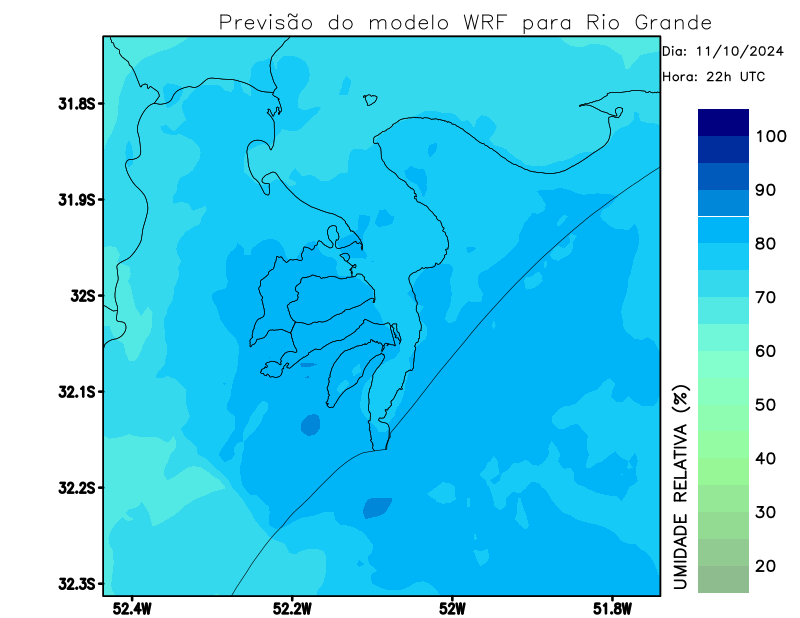 Previsão do modelo WRF para Rio Grande
Dia: 11/10/2024
Hora: 22h UTC
31.8S
31.9S
32S
32.1S
32.2S
32.3S
52.4W
52.2W
52W
51.8W
100
90
80
70
60
50
40
30
20
UMIDADE RELATIVA (%)